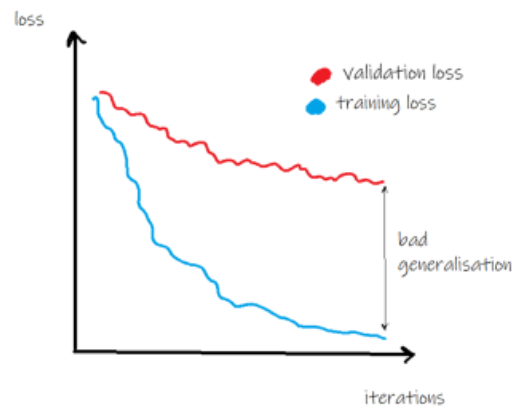 loss
validation loss
training loss
bad
generalisation
iterations